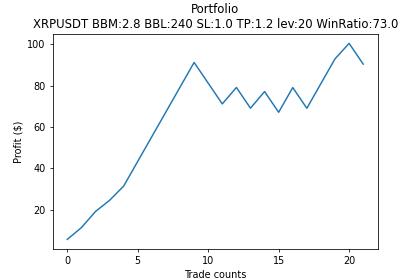 Portfolio
XRPUSDT BBM:2.8 BBL:240 SL:1.0 TP:1.2 lev:20 WinRatio:73.0
100
80
60
40
20
Profit ($)
0 5 10 15 20
Trade counts